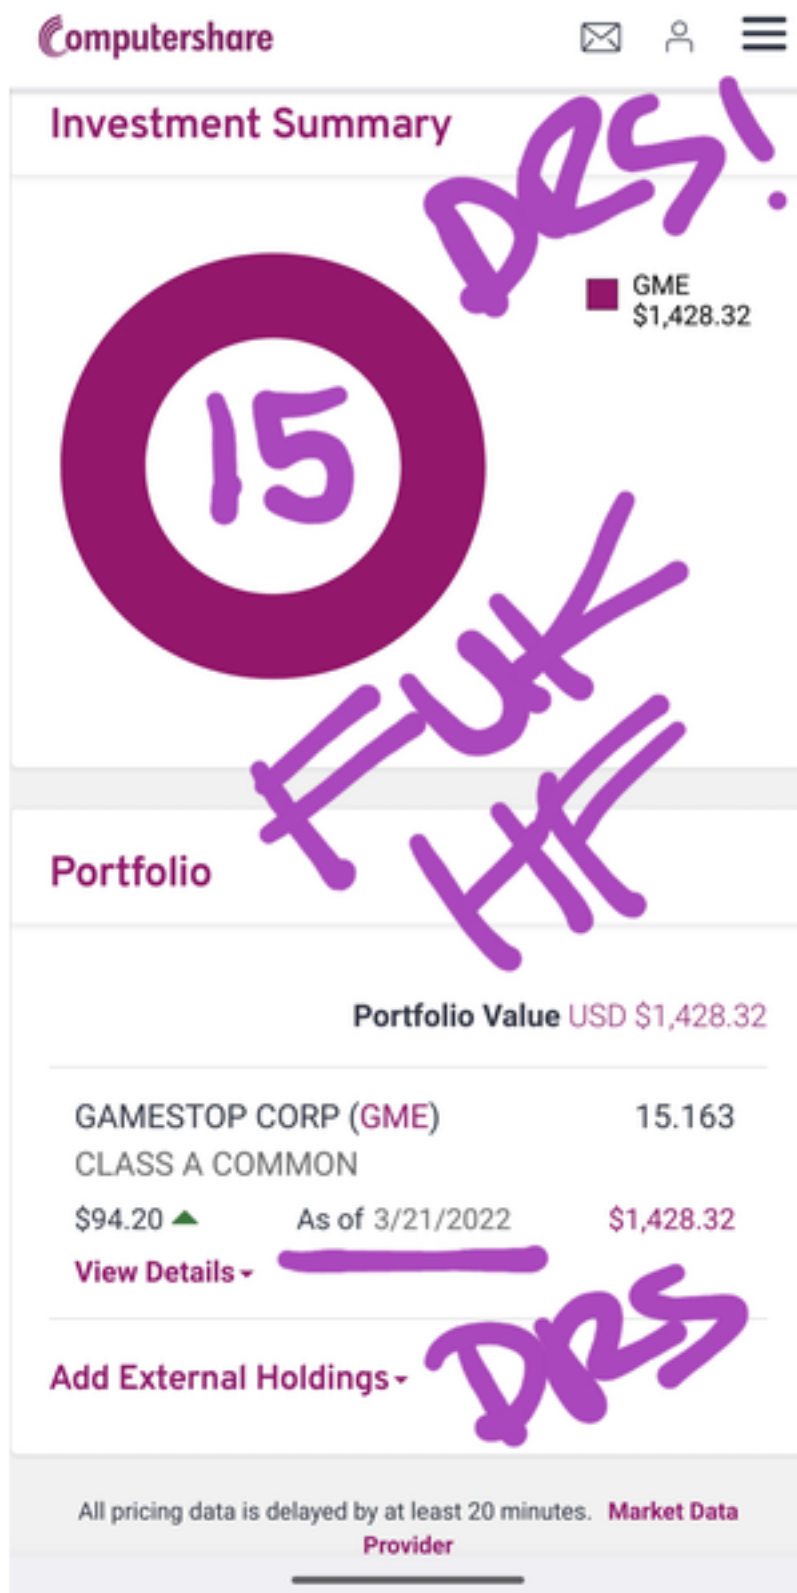 Computershare
Investment Summary
DRS!
GME
$1,428.32
15
FUK
HF
Portfolio
Portfolio Value USD $1,428.32
GAMESTOP CORP (GME) 15.163
CLASS A COMMON
$94.20 As of 3/21/2022 $1,428.32
View Details
Add External Holdings
DRS
All pricing data is delayed by at least 20 minutes. Market Data
Provider